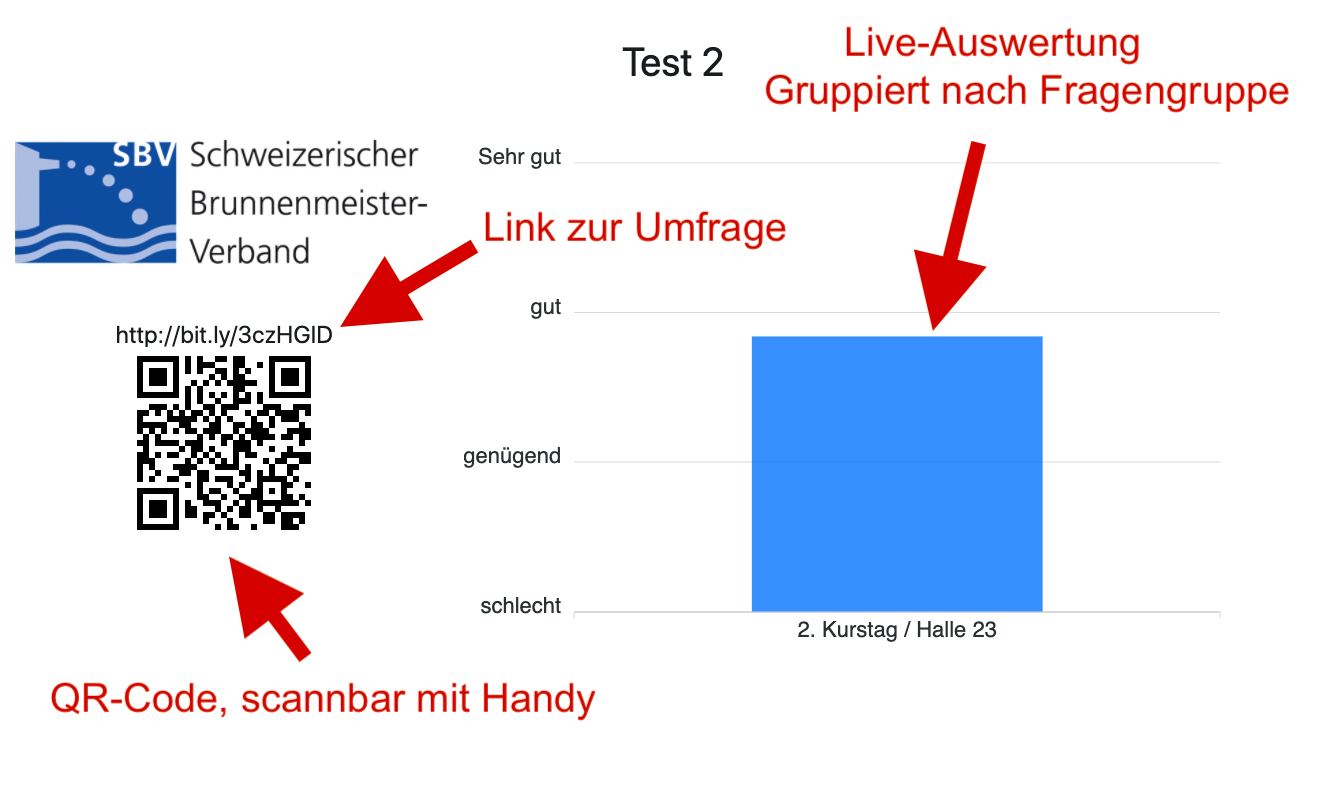 Test 2
Live-Auswertung
Gruppiert nach Fragengruppe
SBV
Schweizerischer
Brunnenmeister-
Verband
Link zur Umfrage
http://bit.ly/3czHGlD
QR-Code, scannbar mit Handy
Sehr gut
gut
genügend
schlecht
2. Kurstag / Halle 23